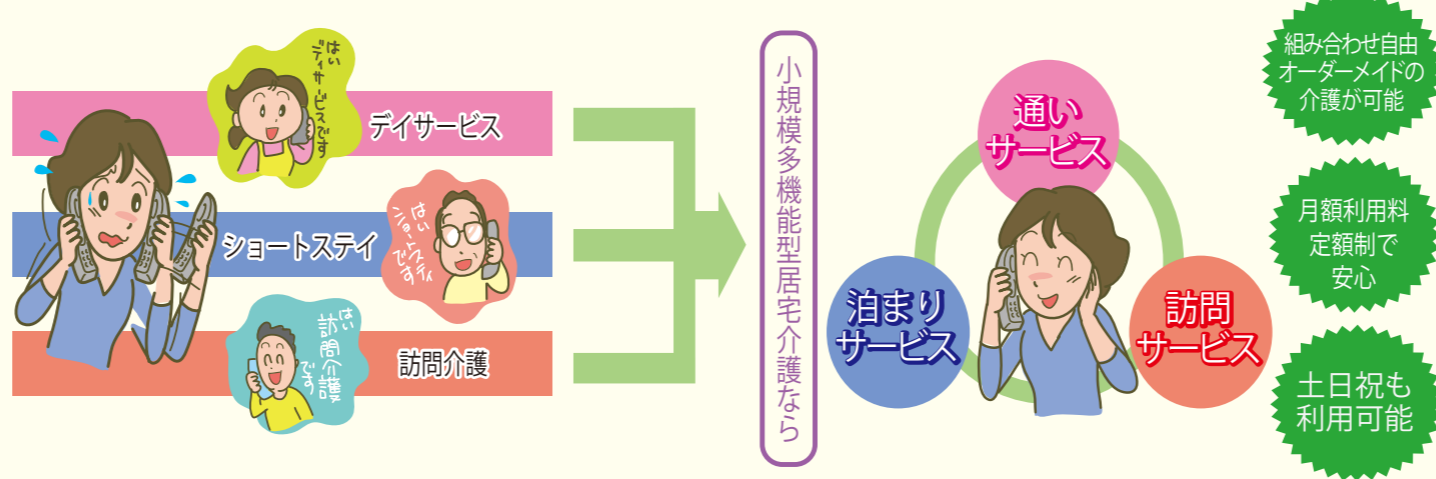 はい
デイサービスです
デイサービス
はい
ショートステイ
です
ショートステイ
はい
訪問介護
です
訪問介護
小規模多機能型居宅介護なら
通い
サービス
泊まり
サービス
訪問
サービス
組み合わせ自由
オーダーメイドの
介護が可能
月額利用料
定額制で
安心
土日祝も
利用可能